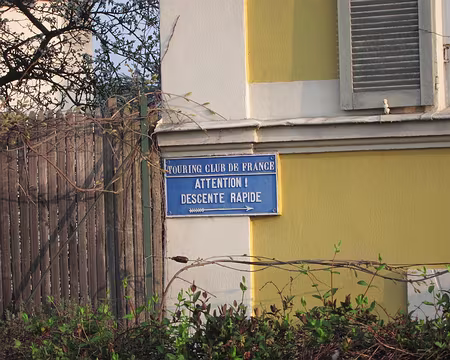 TOURING CLUB DE FRANCE
ATTENTION !
DESCENTE RAPIDE